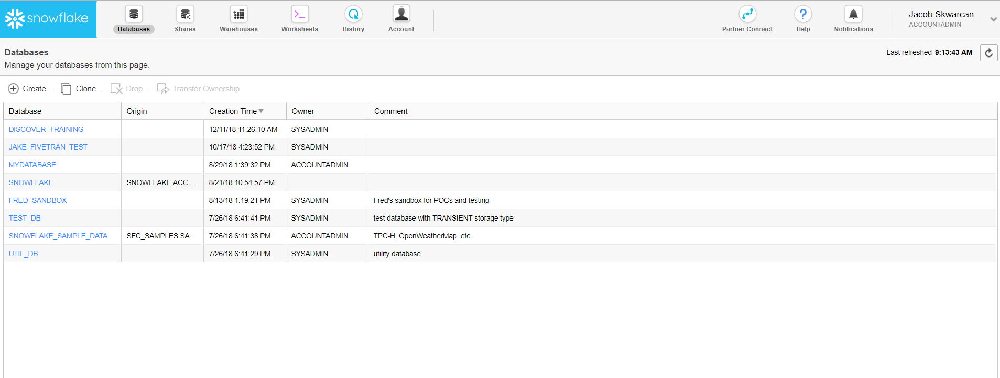 snowflake
Databases
Shares
Warehouses
Worksheets
History
Account
Partner Connect
Help
Notifications
Jacob Skwarcan
ACCOUNTADMIN
Databases
Manage your databases from this page.
Last refreshed 9:13:43 AM
Create... Clone... Drop... Transfer Ownership
Database Origin Creation Time Owner Comment
DISCOVER_TRAINING 12/11/18 11:26:10 AM SYSADMIN
JAKE_FIVETRAN_TEST 10/17/18 4:23:52 PM SYSADMIN
MYDATABASE 8/29/18 1:39:32 PM ACCOUNTADMIN
SNOWFLAKE SNOWFLAKE.ACC... 8/21/18 10:54:57 PM
FRED_SANDBOX 8/13/18 1:19:21 PM SYSADMIN Fred's sandbox for POCs and testing
TEST_DB 7/26/18 6:41:41 PM SYSADMIN test database with TRANSIENT storage type
SNOWFLAKE_SAMPLE_DATA SFC_SAMPLES.SA... 7/26/18 6:41:38 PM ACCOUNTADMIN TPC-H, OpenWeatherMap, etc
UTIL_DB 7/26/18 6:41:29 PM SYSADMIN utility database